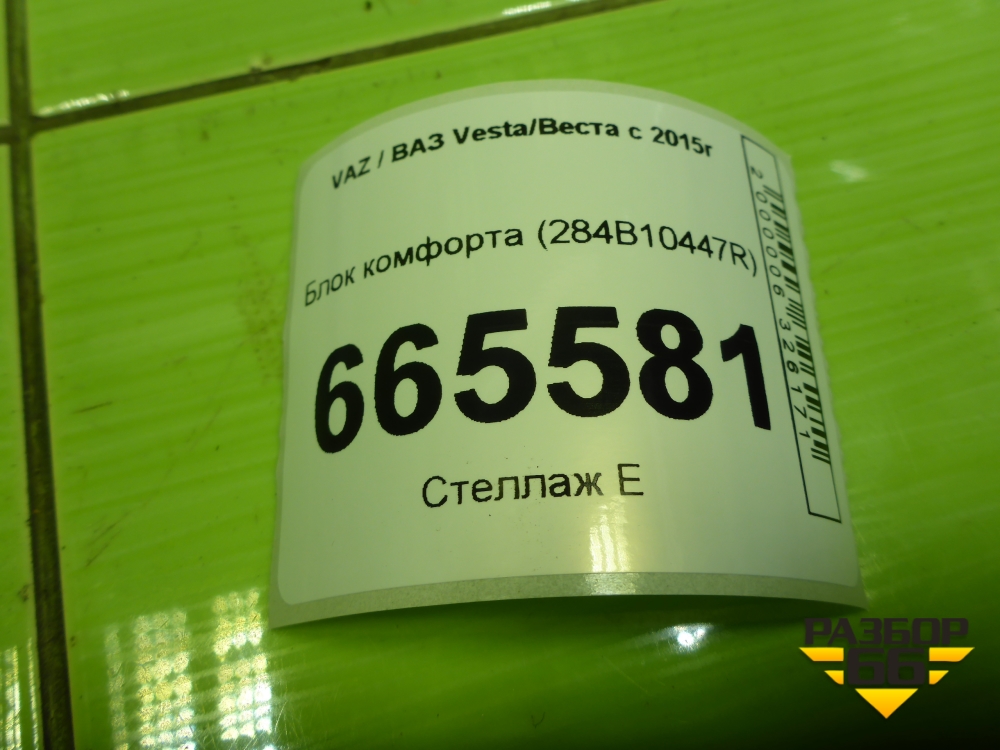 VAZ / ВАЗ Vesta/Веста с 2015г
Блок комфорта (284B10447R)
665581
Стеллаж Е
2000006326171
РАЗБОР
66